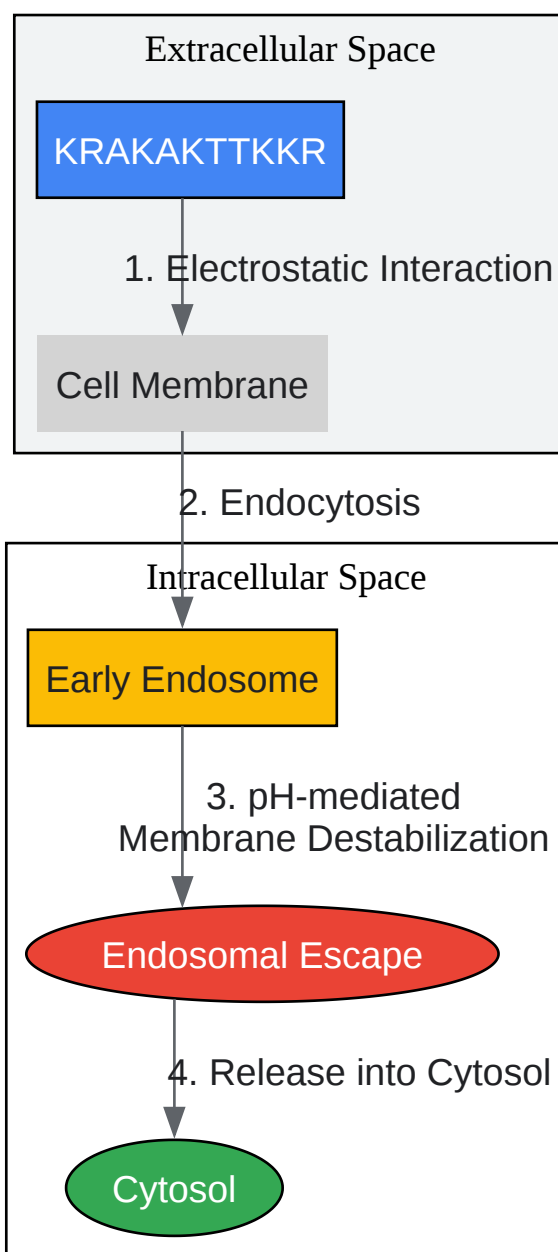 Extracellular Space
KRAKAKTTKKR
1. Electrostatic Interaction
Cell Membrane
2. Endocytosis
Intracellular Space
Early Endosome
3. pH-mediated
Membrane Destabilization
Endosomal Escape
4. Release into Cytosol
Cytosol